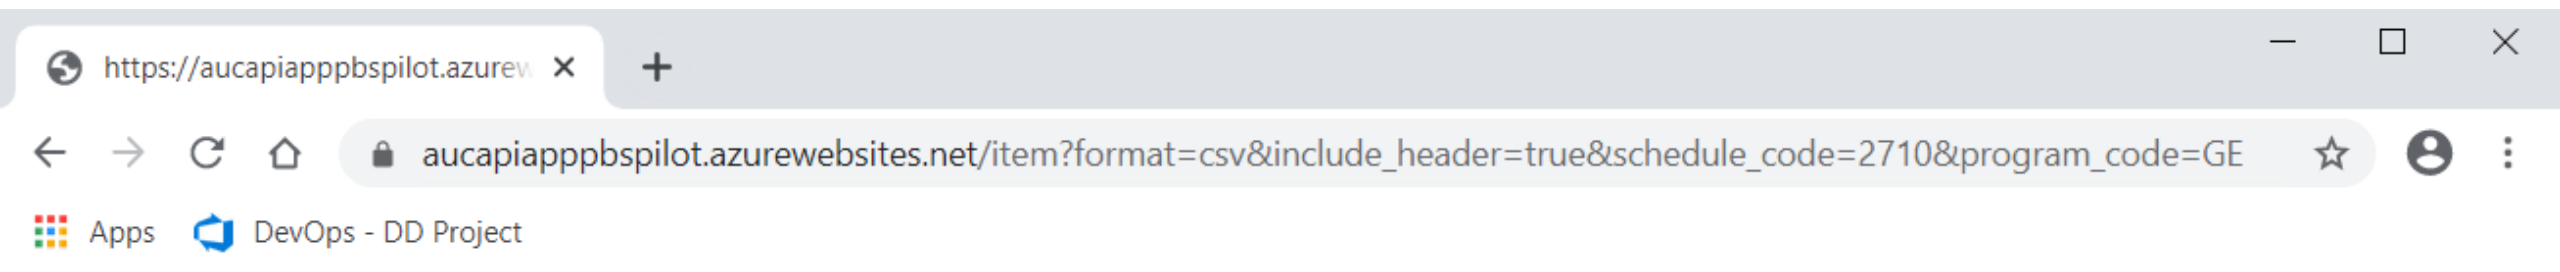 https://aucapiapppbspilot.azurew
aucapiapppbspilot.azurewebsites.net/item?format=csv&include_header=true&schedule_code=2710&program_code=GE
Apps DevOps - DD Project